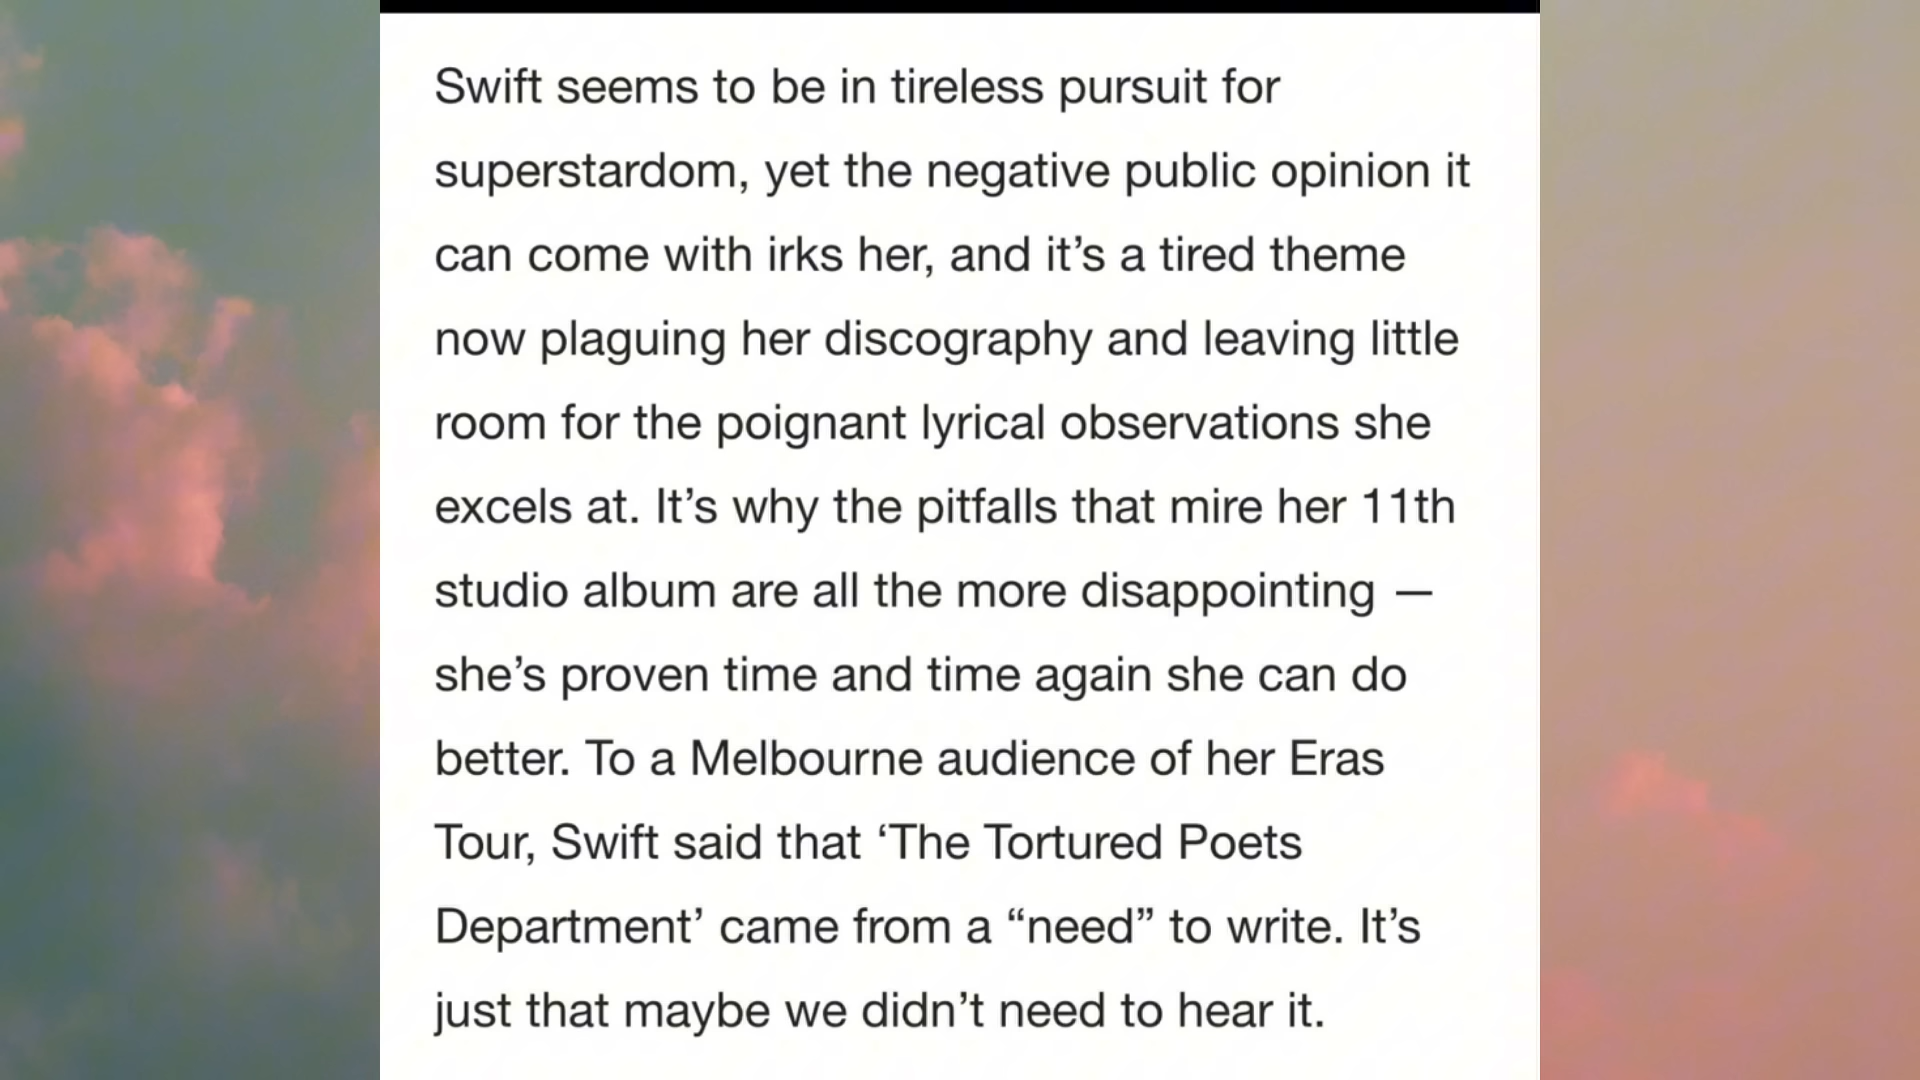 Swift seems to be in tireless pursuit for
superstardom, yet the negative public opinion it
can come with irks her, and it’s a tired theme
now plaguing her discography and leaving little
room for the poignant lyrical observations she
excels at. It’s why the pitfalls that mire her 11th
studio album are all the more disappointing —
she’s proven time and time again she can do
better. To a Melbourne audience of her Eras
Tour, Swift said that ‘The Tortured Poets
Department’ came from a “need” to write. It’s
just that maybe we didn’t need to hear it.